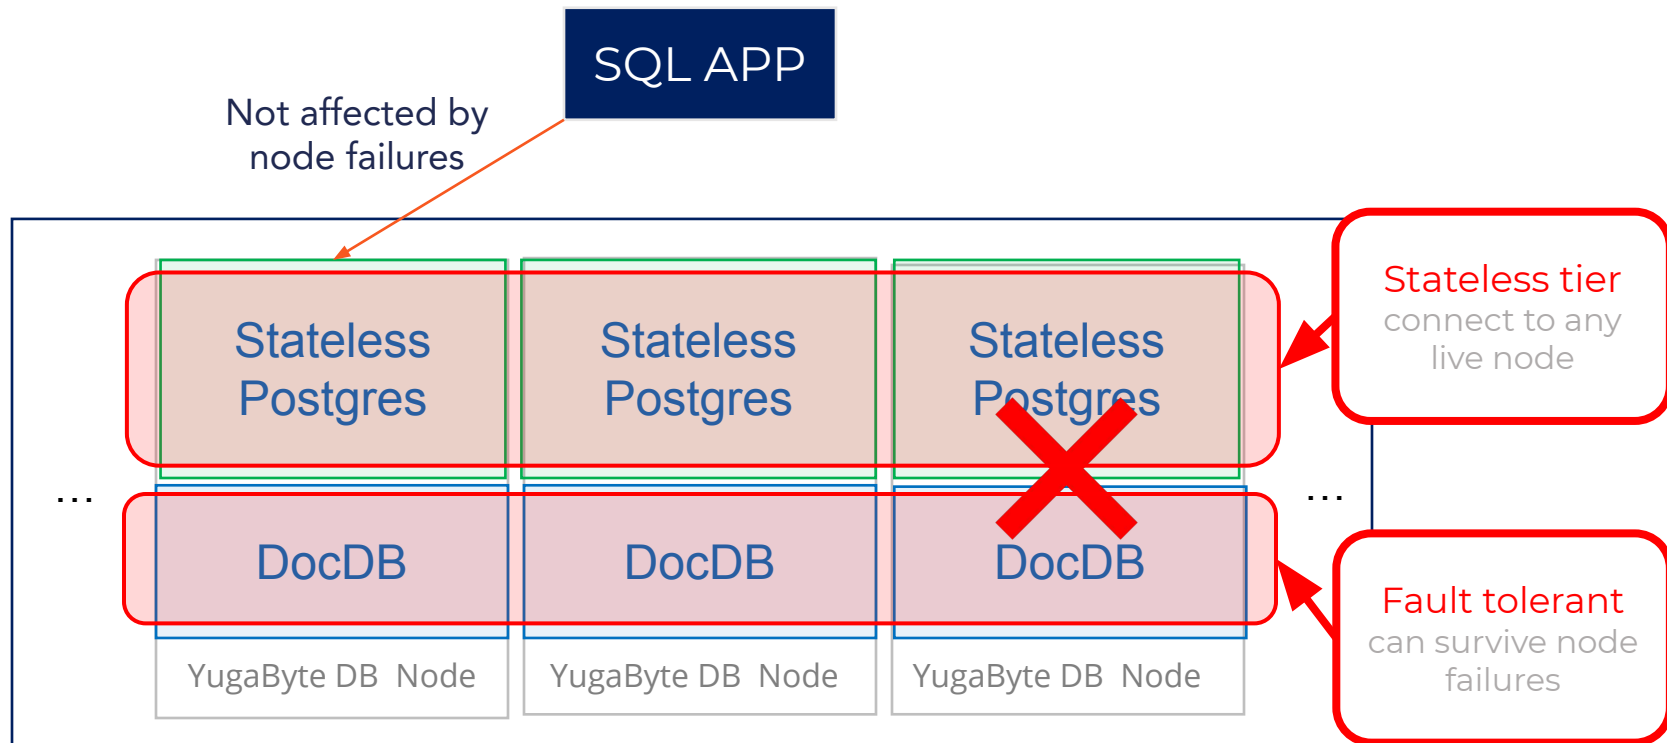 SQL APP
Not affected by
node failures
Stateless tier
connect to any
live node
Stateless
Postgres
Stateless
Postgres
Stateless
Postgres
...
...
DocDB
DocDB
DocDB
Fault tolerant
can survive node
failures
YugaByte DB Node
YugaByte DB Node
YugaByte DB Node